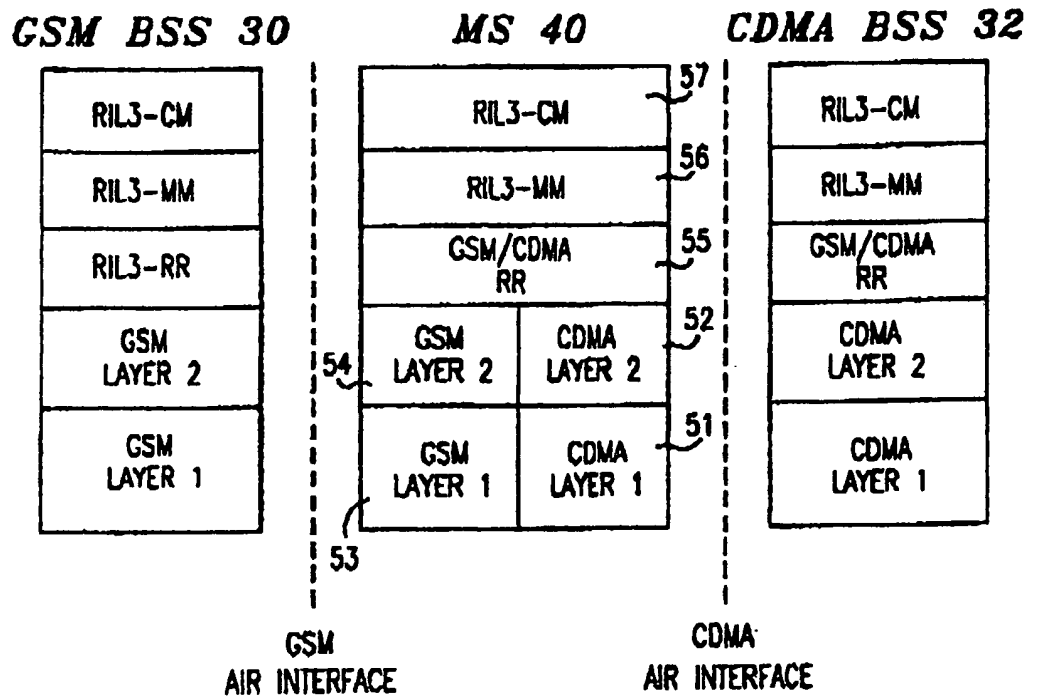 GSM BSS 30
MS 40
CDMA BSS 32
RIL3-CM
RIL3-MM
RIL3-RR
GSM
LAYER 2
GSM
LAYER 1
RIL3-CM
RIL3-MM
GSM/CDMA
RR
GSM
LAYER 2
CDMA
LAYER 2
GSM
LAYER 1
CDMA
LAYER 1
57
56
55
52
54
51
53
RIL3-CM
RIL3-MM
GSM/CDMA
RR
CDMA
LAYER 2
CDMA
LAYER 1
GSM
AIR INTERFACE
CDMA
AIR INTERFACE